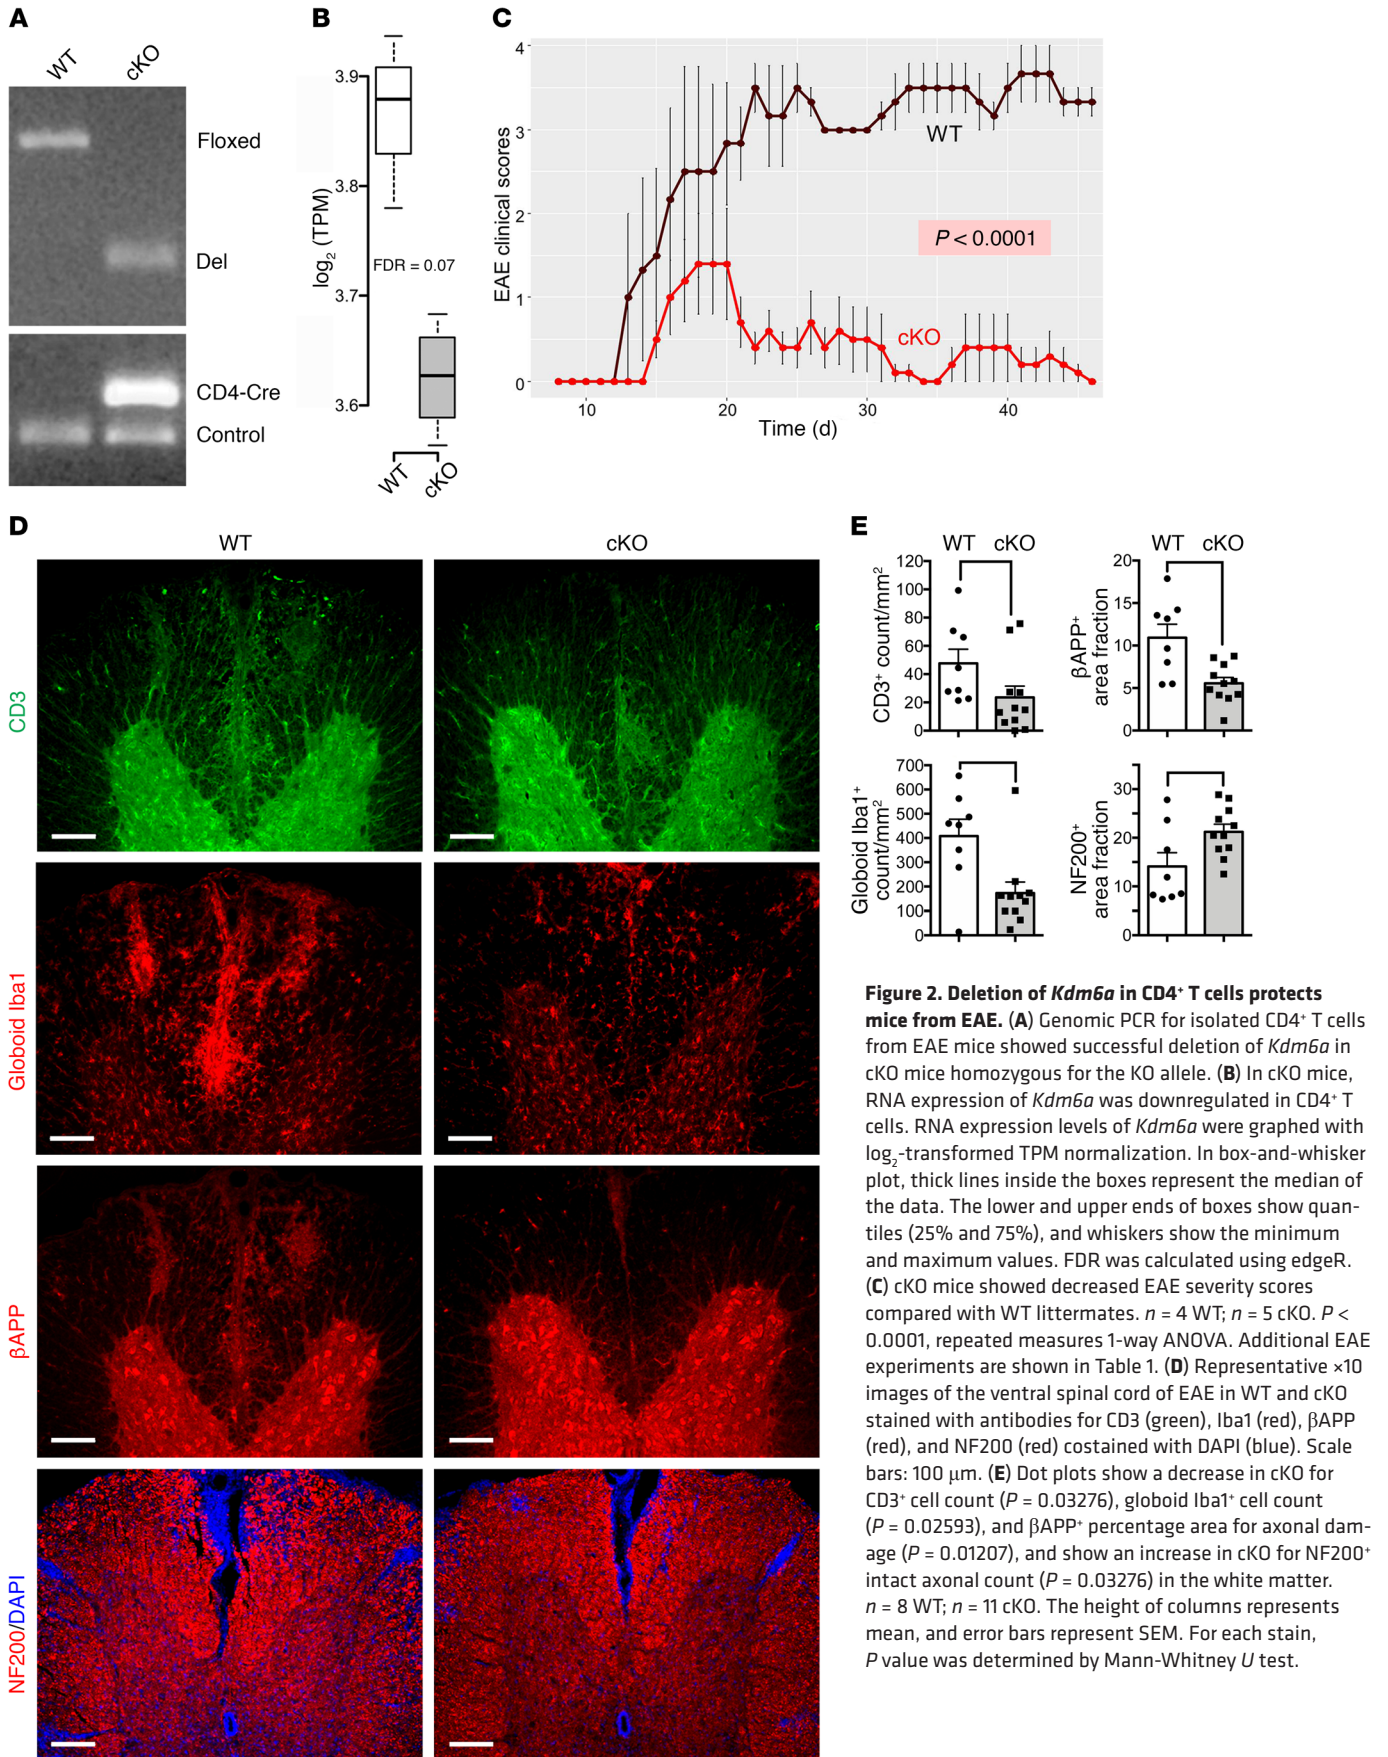 A
WT
cKO
Floxed
Del
CD4-Cre
Control
B
log2 (TPM)
3.9
3.8
3.7
3.6
FDR = 0.07
WT
cKO
C
EAE clinical scores
4
3
2
1
0
WT
P < 0.0001
cKO
10
20
30
40
Time (d)
D
WT
cKO
CD3
Globoid Iba1
βAPP
NF200/DAPI
E
WT
cKO
CD3+ count/mm2
120
100
80
60
40
20
0
WT
cKO
βAPP+
area fraction
20
15
10
5
0
Globoid Iba1+
count/mm2
700
600
500
400
300
200
100
0
NF200+
area fraction
30
20
10
0
Figure 2. Deletion of Kdm6a in CD4+ T cells protects
mice from EAE. (A) Genomic PCR for isolated CD4+ T cells
from EAE mice showed successful deletion of Kdm6a in
cKO mice homozygous for the KO allele. (B) In cKO mice,
RNA expression of Kdm6a was downregulated in CD4+ T
cells. RNA expression levels of Kdm6a were graphed with
log2-transformed TPM normalization. In box-and-whisker
plot, thick lines inside the boxes represent the median of
the data. The lower and upper ends of boxes show quan-
tiles (25% and 75%), and whiskers show the minimum
and maximum values. FDR was calculated using edgeR.
(C) cKO mice showed decreased EAE severity scores
compared with WT littermates. n = 4 WT; n = 5 cKO. P <
0.0001, repeated measures 1-way ANOVA. Additional EAE
experiments are shown in Table 1. (D) Representative ×10
images of the ventral spinal cord of EAE in WT and cKO
stained with antibodies for CD3 (green), Iba1 (red), βAPP
(red), and NF200 (red) costained with DAPI (blue). Scale
bars: 100 μm. (E) Dot plots show a decrease in cKO for
CD3+ cell count (P = 0.03276), globoid Iba1+ cell count
(P = 0.02593), and βAPP+ percentage area for axonal dam-
age (P = 0.01207), and show an increase in cKO for NF200+
intact axonal count (P = 0.03276) in the white matter.
n = 8 WT; n = 11 cKO. The height of columns represents
mean, and error bars represent SEM. For each stain,
P value was determined by Mann-Whitney U test.